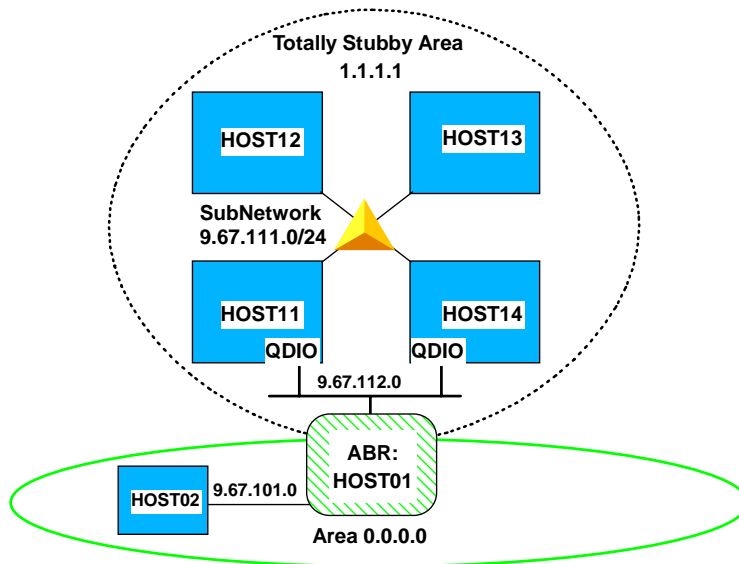 Totally Stubby Area
1.1.1.1
HOST12
HOST13
SubNetwork
9.67.111.0/24
HOST11
HOST14
QDIO
QDIO
9.67.112.0
ABR:
HOST01
HOST02
9.67.101.0
Area 0.0.0.0